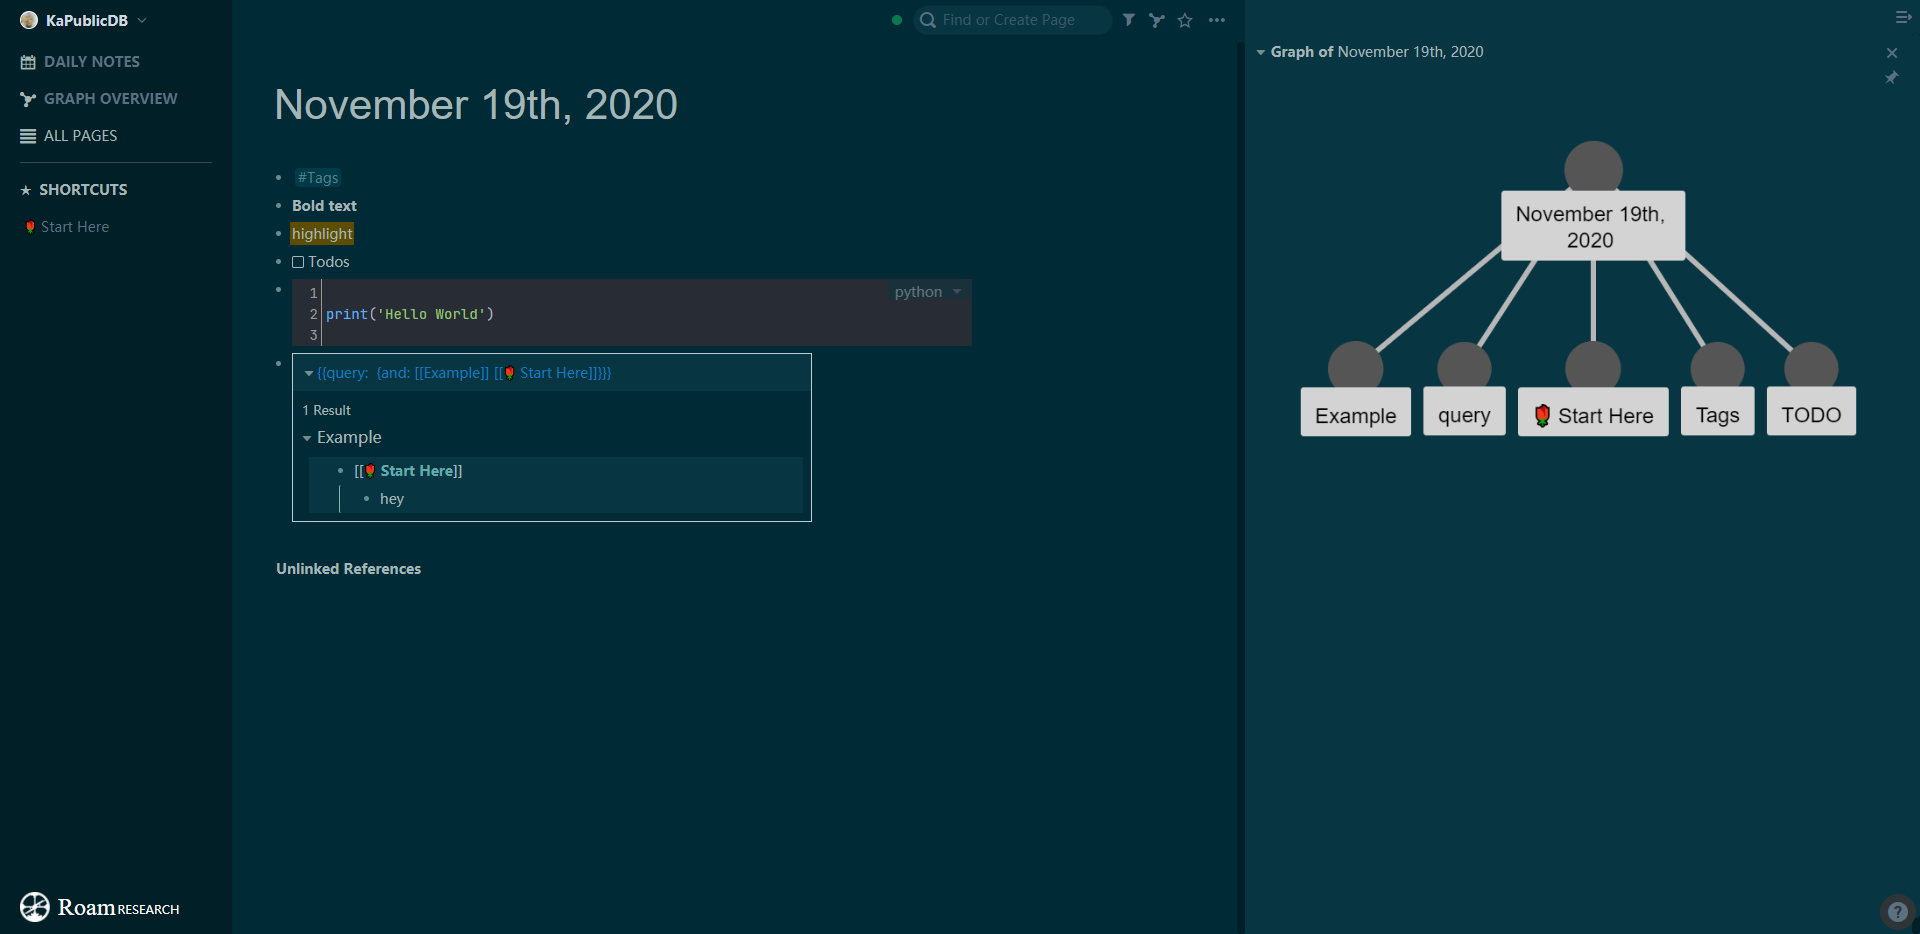 KaPublicDB
DAILY NOTES
GRAPH OVERVIEW
ALL PAGES
SHORTCUTS
Start Here
Roam RESEARCH
Find or Create Page
November 19th, 2020
#Tags
Bold text
highlight
Todos
python
1
2 print('Hello World')
3
{{query: {and: [[Example]] [[🌹 Start Here]]}}}
1 Result
Example
[[🌹 Start Here]]
hey
Unlinked References
Graph of November 19th, 2020
November 19th,
2020
Example query 🌹 Start Here Tags TODO
?